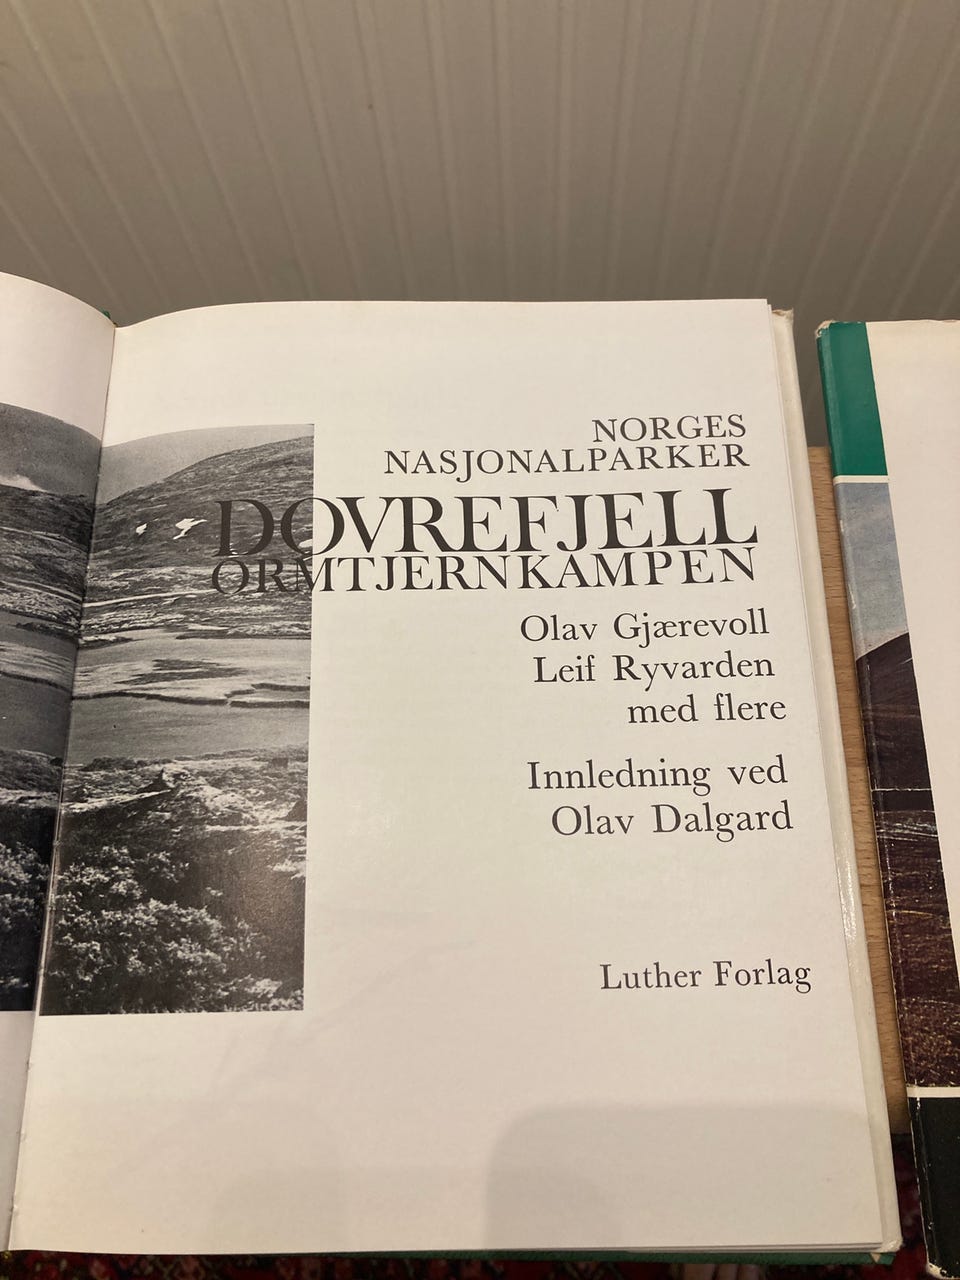 NORGES
NASJONALPARKER
DOVREFJELL
ORMTJERNKAMPEN
Olav Gjærevoll
Leif Ryvarden
med flere
Innledning ved
Olav Dalgard
Luther Forlag